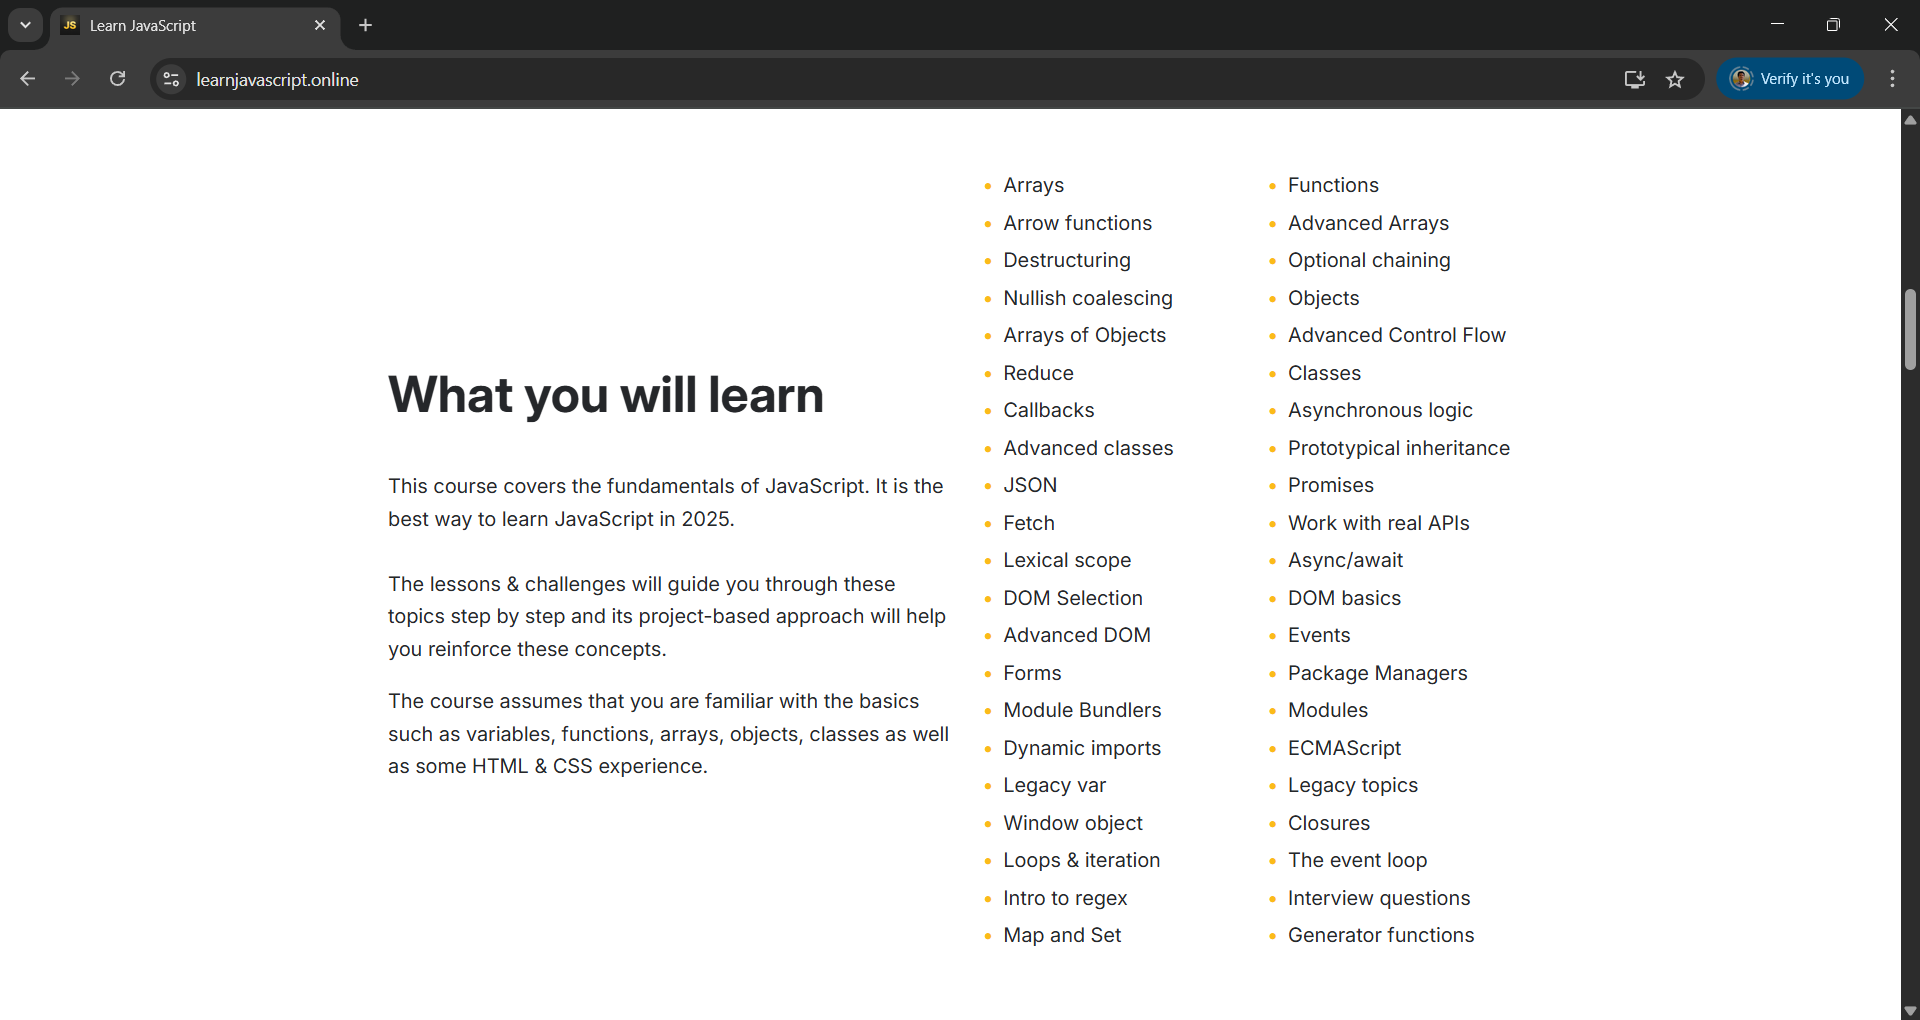 JS Learn JavaScript
learnjavascript.online
Verify it's you
What you will learn
This course covers the fundamentals of JavaScript. It is the
best way to learn JavaScript in 2025.
The lessons & challenges will guide you through these
topics step by step and its project-based approach will help
you reinforce these concepts.
The course assumes that you are familiar with the basics
such as variables, functions, arrays, objects, classes as well
as some HTML & CSS experience.
Arrays
Arrow functions
Destructuring
Nullish coalescing
Arrays of Objects
Reduce
Callbacks
Advanced classes
JSON
Fetch
Lexical scope
DOM Selection
Advanced DOM
Forms
Module Bundlers
Dynamic imports
Legacy var
Window object
Loops & iteration
Intro to regex
Map and Set
Functions
Advanced Arrays
Optional chaining
Objects
Advanced Control Flow
Classes
Asynchronous logic
Prototypical inheritance
Promises
Work with real APIs
Async/await
DOM basics
Events
Package Managers
Modules
ECMAScript
Legacy topics
Closures
The event loop
Interview questions
Generator functions